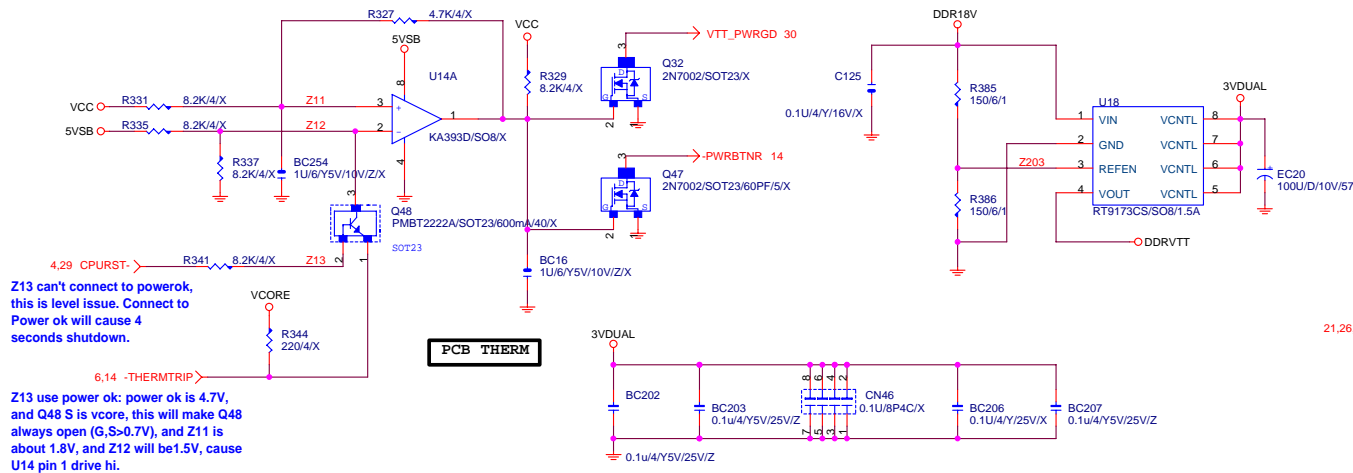 R327 4.7K/4/X
5VSB
VCC
U14A
8
R331 8.2K/4/X Z11
VCC
3
+
1
5VSB
R335 8.2K/4/X Z12
2
-
KA393D/SO8/X
4
R337
8.2K/4/X
BC254
1U/6/Y5V/10V/Z/X
3
Q48
PMBT2222A/SOT23/600mA/40/X
SOT23
2
1
4,29 CPURST-
R341 8.2K/4/X Z13
Z13 can't connect to powerok,
this is level issue. Connect to
Power ok will cause 4
seconds shutdown.
VCORE
R344
220/4/X
6,14 -THERMTRIP
Z13 use power ok: power ok is 4.7V,
and Q48 S is vcore, this will make Q48
always open (G,S>0.7V), and Z11 is
about 1.8V, and Z12 will be1.5V, cause
U14 pin 1 drive hi.
R329
8.2K/4/X
3
D
G
S
2
1
Q32
2N7002/SOT23/X
VTT_PWRGD 30
3
D
G
S
2
1
Q47
2N7002/SOT23/60PF/5/X
-PWRBTNR 14
BC16
1U/6/Y5V/10V/Z/X
PCB THERM
DDR18V
C125
0.1U/4/Y/16V/X
R385
150/6/1
R386
150/6/1
Z203
3VDUAL
U18
1 VIN VCNTL 8
2 GND VCNTL 7
3 REFEN VCNTL 6
4 VOUT VCNTL 5
RT9173CS/SO8/1.5A
+
EC20
100U/D/10V/57
DDRVTT
21,26
3VDUAL
BC202
0.1u/4/Y5V/25V/Z
BC203
0.1u/4/Y5V/25V/Z
8 6 4 2
7 5 3 1
CN46
0.1U/8P4C/X
BC206
0.1U/4/Y/25V/X
BC207
0.1u/4/Y5V/25V/Z